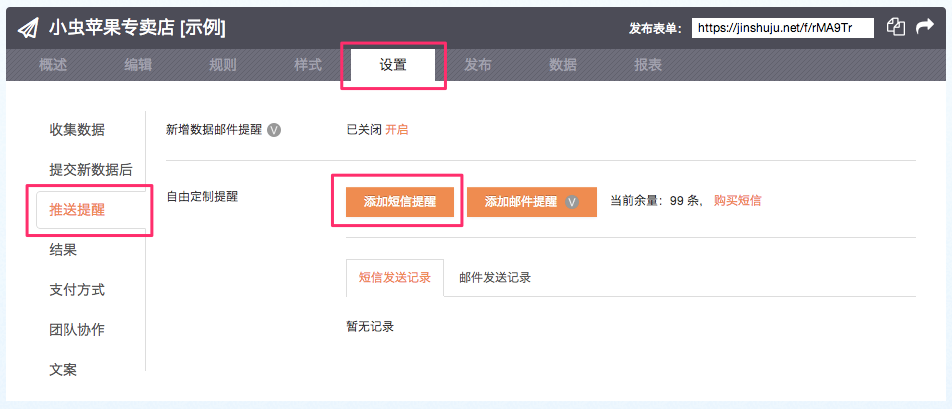 小虫苹果专卖店 [示例]
发布表单： https://jinshuju.net/f/rMA9Tr
概述 编辑 规则 样式 设置 发布 数据 报表
收集数据
提交新数据后
推送提醒
结果
支付方式
团队协作
文案
新增数据邮件提醒 V
已关闭 开启
自由定制提醒
添加短信提醒 添加邮件提醒 V 当前余量：99 条， 购买短信
短信发送记录 邮件发送记录
暂无记录